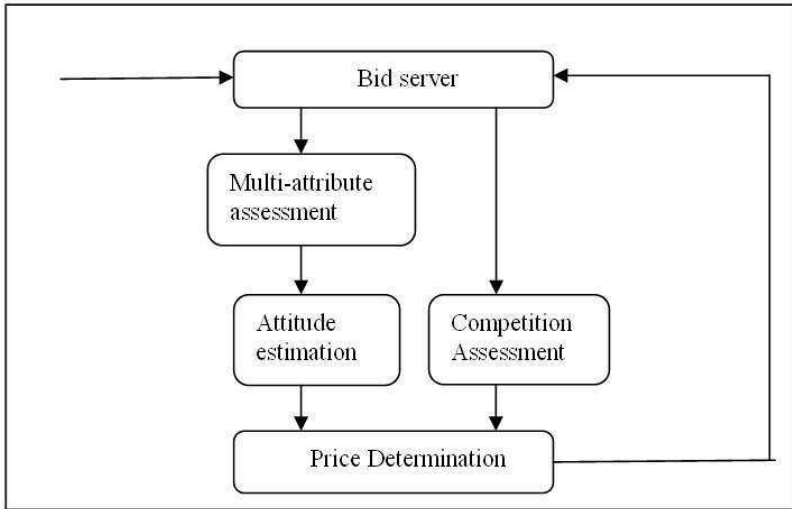 Bid server
Multi-attribute
assessment
Attitude
estimation
Competition
Assessment
Price Determination